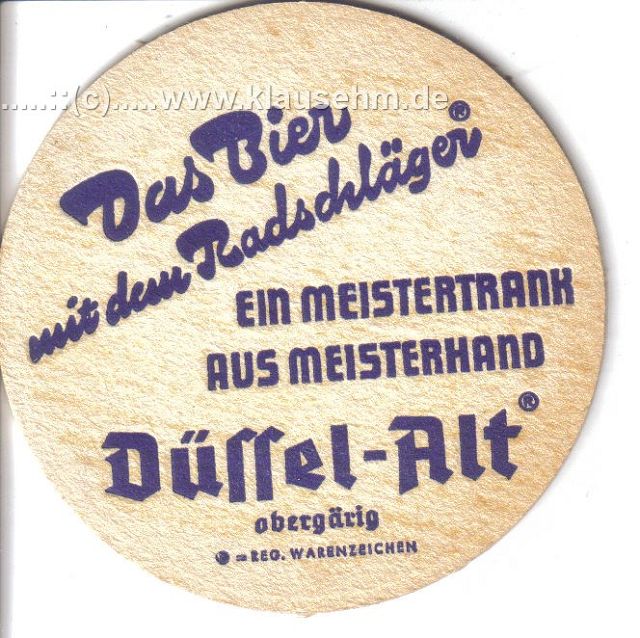 ......::(c).....www.klausehm.de
Das Bier
mit dem Radschläger®
EIN MEISTERTRANK
AUS MEISTERHAND
Düſſel-Alt®
obergärig
® = REG. WARENZEICHEN